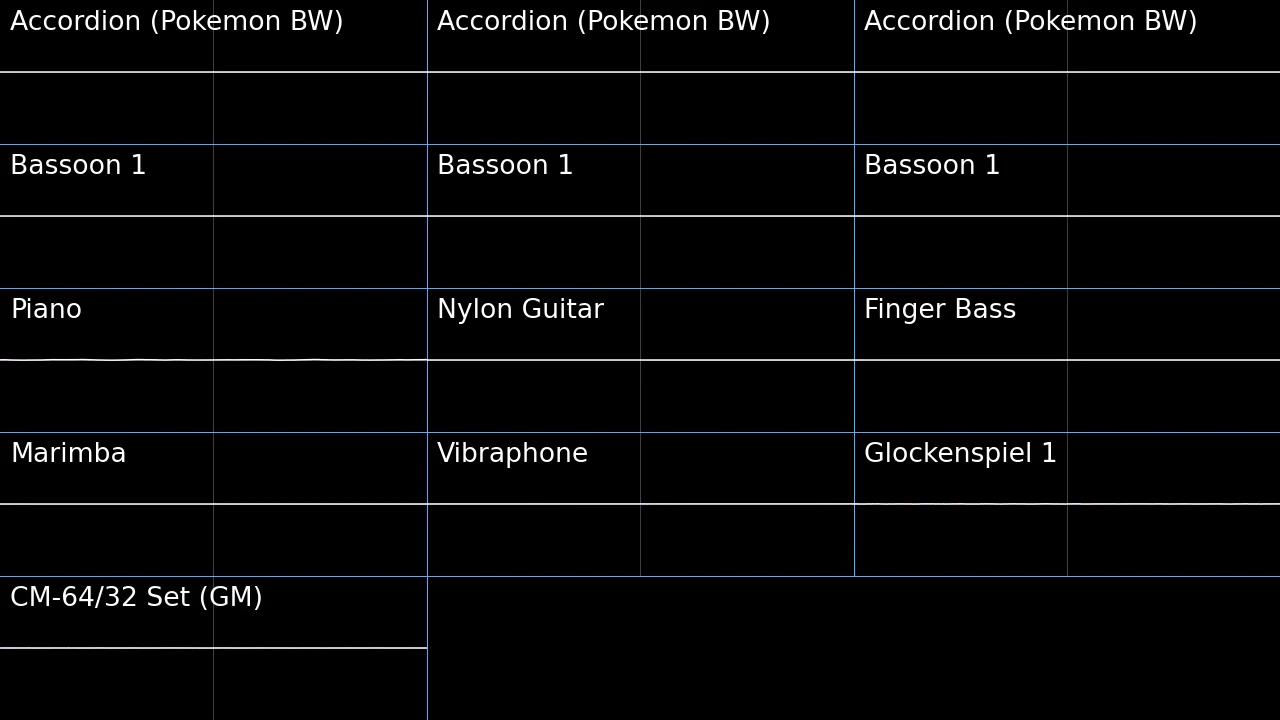 Accordion (Pokemon BW)
Accordion (Pokemon BW)
Accordion (Pokemon BW)
Bassoon 1
Bassoon 1
Bassoon 1
Piano
Nylon Guitar
Finger Bass
Marimba
Vibraphone
Glockenspiel 1
CM-64/32 Set (GM)